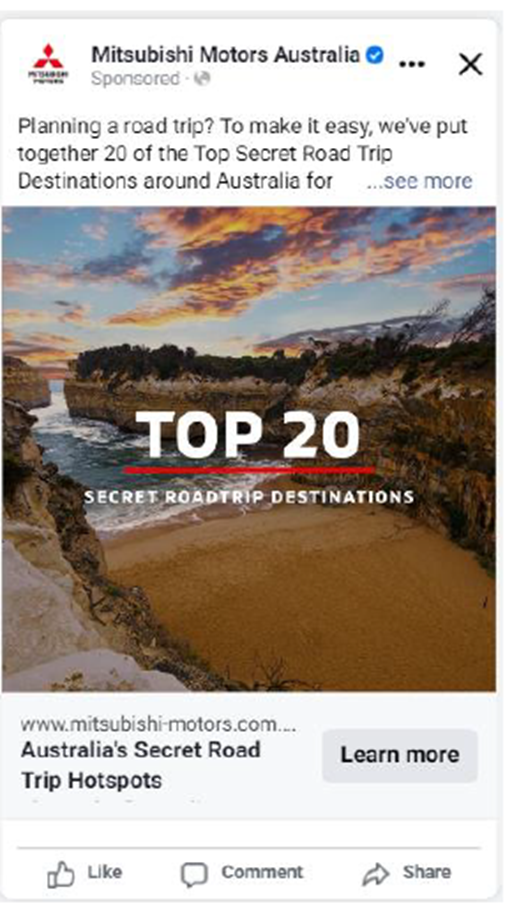 Mitsubishi Motors Australia
MITSUBISHI
MOTORS
Sponsored ·
Planning a road trip? To make it easy, we've put
together 20 of the Top Secret Road Trip
Destinations around Australia for ...see more
TOP 20
SECRET ROADTRIP DESTINATIONS
www.mitsubishi-motors.com....
Australia's Secret Road
Trip Hotspots
Learn more
Like Comment Share